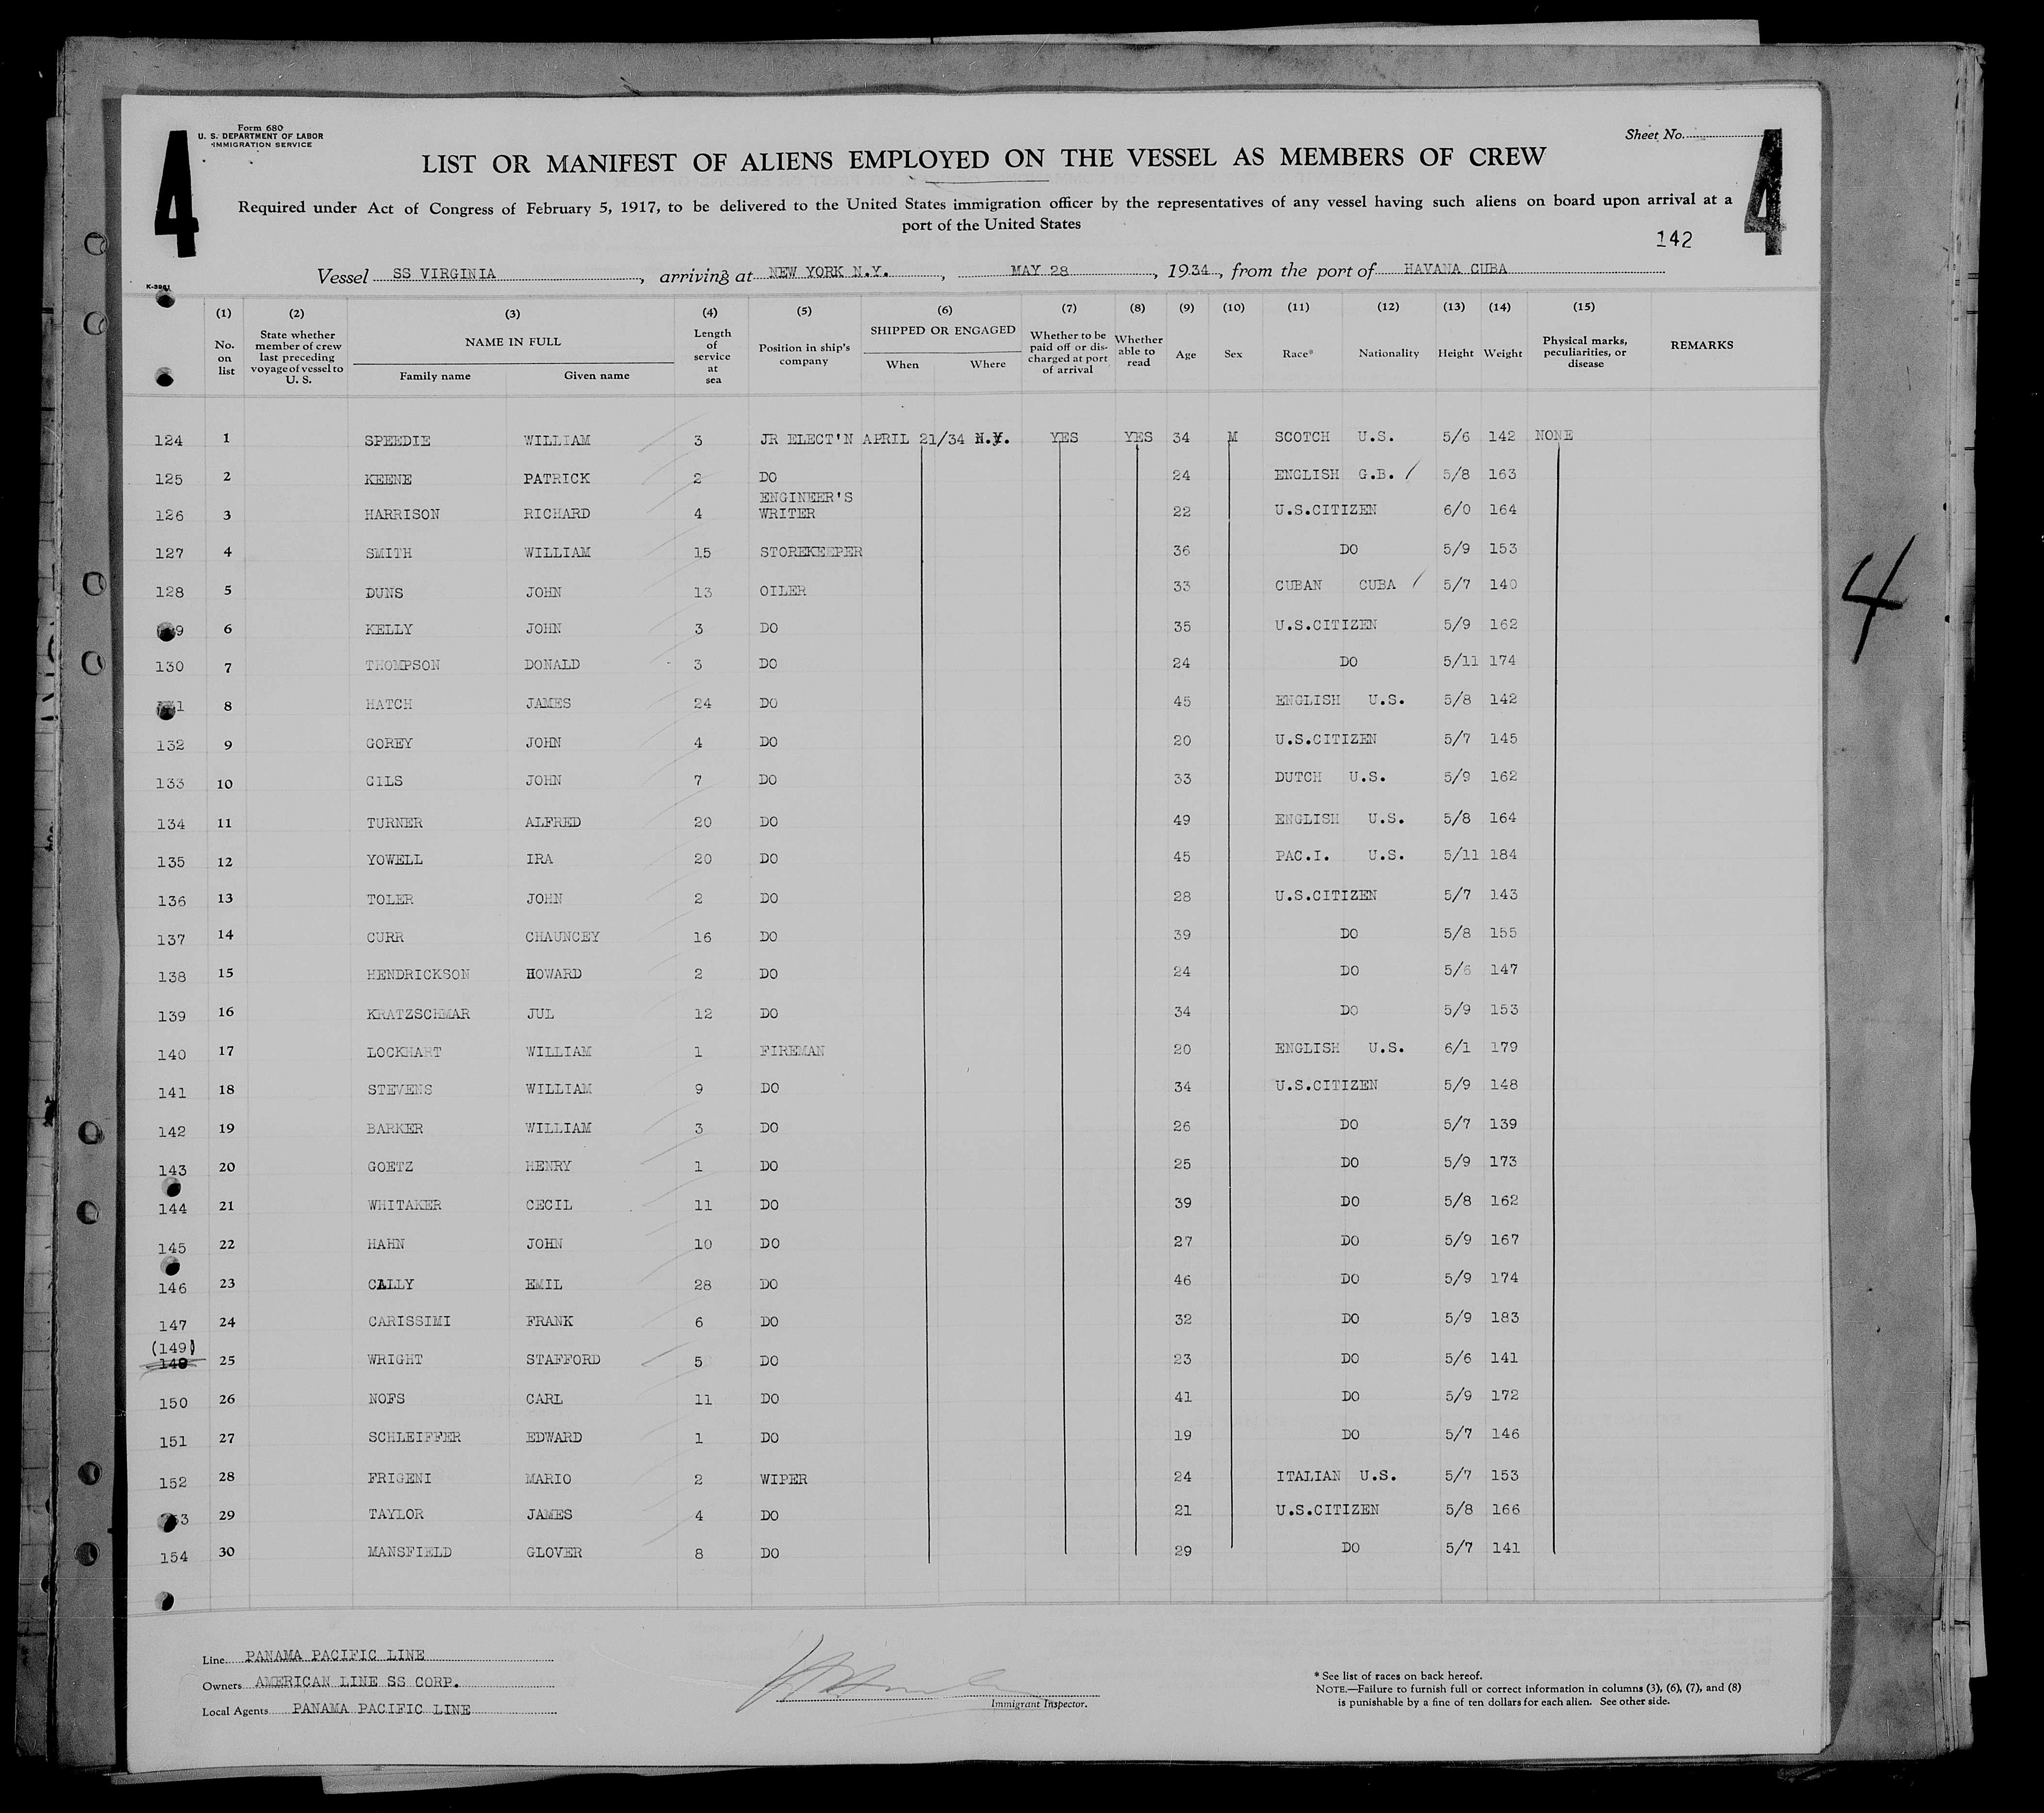 Form 680
U. S. DEPARTMENT OF LABOR
IMMIGRATION SERVICE
4
Sheet No.
4
LIST OR MANIFEST OF ALIENS EMPLOYED ON THE VESSEL AS MEMBERS OF CREW
Required under Act of Congress of February 5, 1917, to be delivered to the United States immigration officer by the representatives of any vessel having such aliens on board upon arrival at a
port of the United States
142
Vessel SS VIRGINIA, arriving at NEW YORK N.Y., MAY 28, 1934, from the port of HAVANA CUBA
K-3961
(1) (2) (3) (4) (5) (6) (7) (8) (9) (10) (11) (12) (13) (14) (15)
No. on list State whether member of crew last preceding voyage of vessel to U. S. NAME IN FULL Family name Given name Length of service at sea Position in ship's company SHIPPED OR ENGAGED When Where Whether to be paid off or discharged at port of arrival Whether able to read Age Sex Race* Nationality Height Weight Physical marks, peculiarities, or disease REMARKS
124 1 SPEEDIE WILLIAM 3 JR ELECT'N APRIL 21/34 N.Y. YES YES 34 M SCOTCH U.S. 5/6 142 NONE
125 2 KEENE PATRICK 2 DO 24 ENGLISH G.B. 5/8 163
126 3 HARRISON RICHARD 4 ENGINEER'S WRITER 22 U.S.CITIZEN 6/0 164
127 4 SMITH WILLIAM 15 STOREKEEPER 36 DO 5/9 153
128 5 DUNS JOHN 13 OILER 33 CUBAN CUBA 5/7 140
6 KELLY JOHN 3 DO 35 U.S.CITIZEN 5/9 162
130 7 THOMPSON DONALD 3 DO 24 DO 5/11 174
8 HATCH JAMES 24 DO 45 ENGLISH U.S. 5/8 142
132 9 GOREY JOHN 4 DO 20 U.S.CITIZEN 5/7 145
133 10 GILS JOHN 7 DO 33 DUTCH U.S. 5/9 162
134 11 TURNER ALFRED 20 DO 49 ENGLISH U.S. 5/8 164
135 12 YOWELL IRA 20 DO 45 PAC.I. U.S. 5/11 184
136 13 TOLER JOHN 2 DO 28 U.S.CITIZEN 5/7 143
137 14 CURR CHAUNCEY 16 DO 39 DO 5/8 155
138 15 HENDRICKSON HOWARD 2 DO 24 DO 5/6 147
139 16 KRATZSCHMAR JUL 12 DO 34 DO 5/9 153
140 17 LOCKHART WILLIAM 1 FIREMAN 20 ENGLISH U.S. 6/1 179
141 18 STEVENS WILLIAM 9 DO 34 U.S.CITIZEN 5/9 148
142 19 BARKER WILLIAM 3 DO 26 DO 5/7 139
143 20 GOETZ HENRY 1 DO 25 DO 5/9 173
144 21 WHITAKER CECIL 11 DO 39 DO 5/8 162
145 22 HAHN JOHN 10 DO 27 DO 5/9 167
146 23 CALLY EMIL 28 DO 46 DO 5/9 174
147 24 CARISSIMI FRANK 6 DO 32 DO 5/9 183
(149)
25 WRIGHT STAFFORD 5 DO 23 DO 5/6 141
150 26 NOFS CARL 11 DO 41 DO 5/9 172
151 27 SCHLEIFFER EDWARD 1 DO 19 DO 5/7 146
152 28 FRIGENI MARIO 2 WIPER 24 ITALIAN U.S. 5/7 153
29 TAYLOR JAMES 4 DO 21 U.S.CITIZEN 5/8 166
154 30 MANSFIELD GLOVER 8 DO 29 DO 5/7 141
4
Line PANAMA PACIFIC LINE
Owners AMERICAN LINE SS CORP.
Local Agents PANAMA PACIFIC LINE
Immigrant Inspector.
* See list of races on back hereof.
NOTE.—Failure to furnish full or correct information in columns (3), (6), (7), and (8)
is punishable by a fine of ten dollars for each alien. See other side.